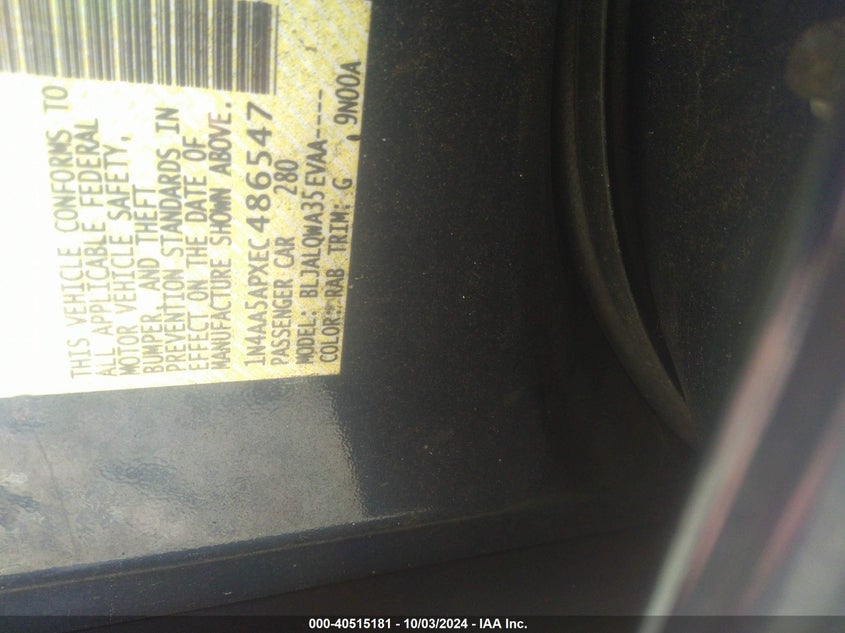 THIS VEHICLE CONFORMS TO
ALL APPLICABLE FEDERAL
MOTOR VEHICLE SAFETY,
BUMPER, AND THEFT
PREVENTION STANDARDS IN
EFFECT ON THE DATE OF
MANUFACTURE SHOWN ABOVE.
1N4AA5APXEC486547
PASSENGER CAR 280
MODEL: BLJALQWA35EVAA-----
COLOR: RAB TRIM: G 9N00A
000-40515181 - 10/03/2024 - IAA Inc.